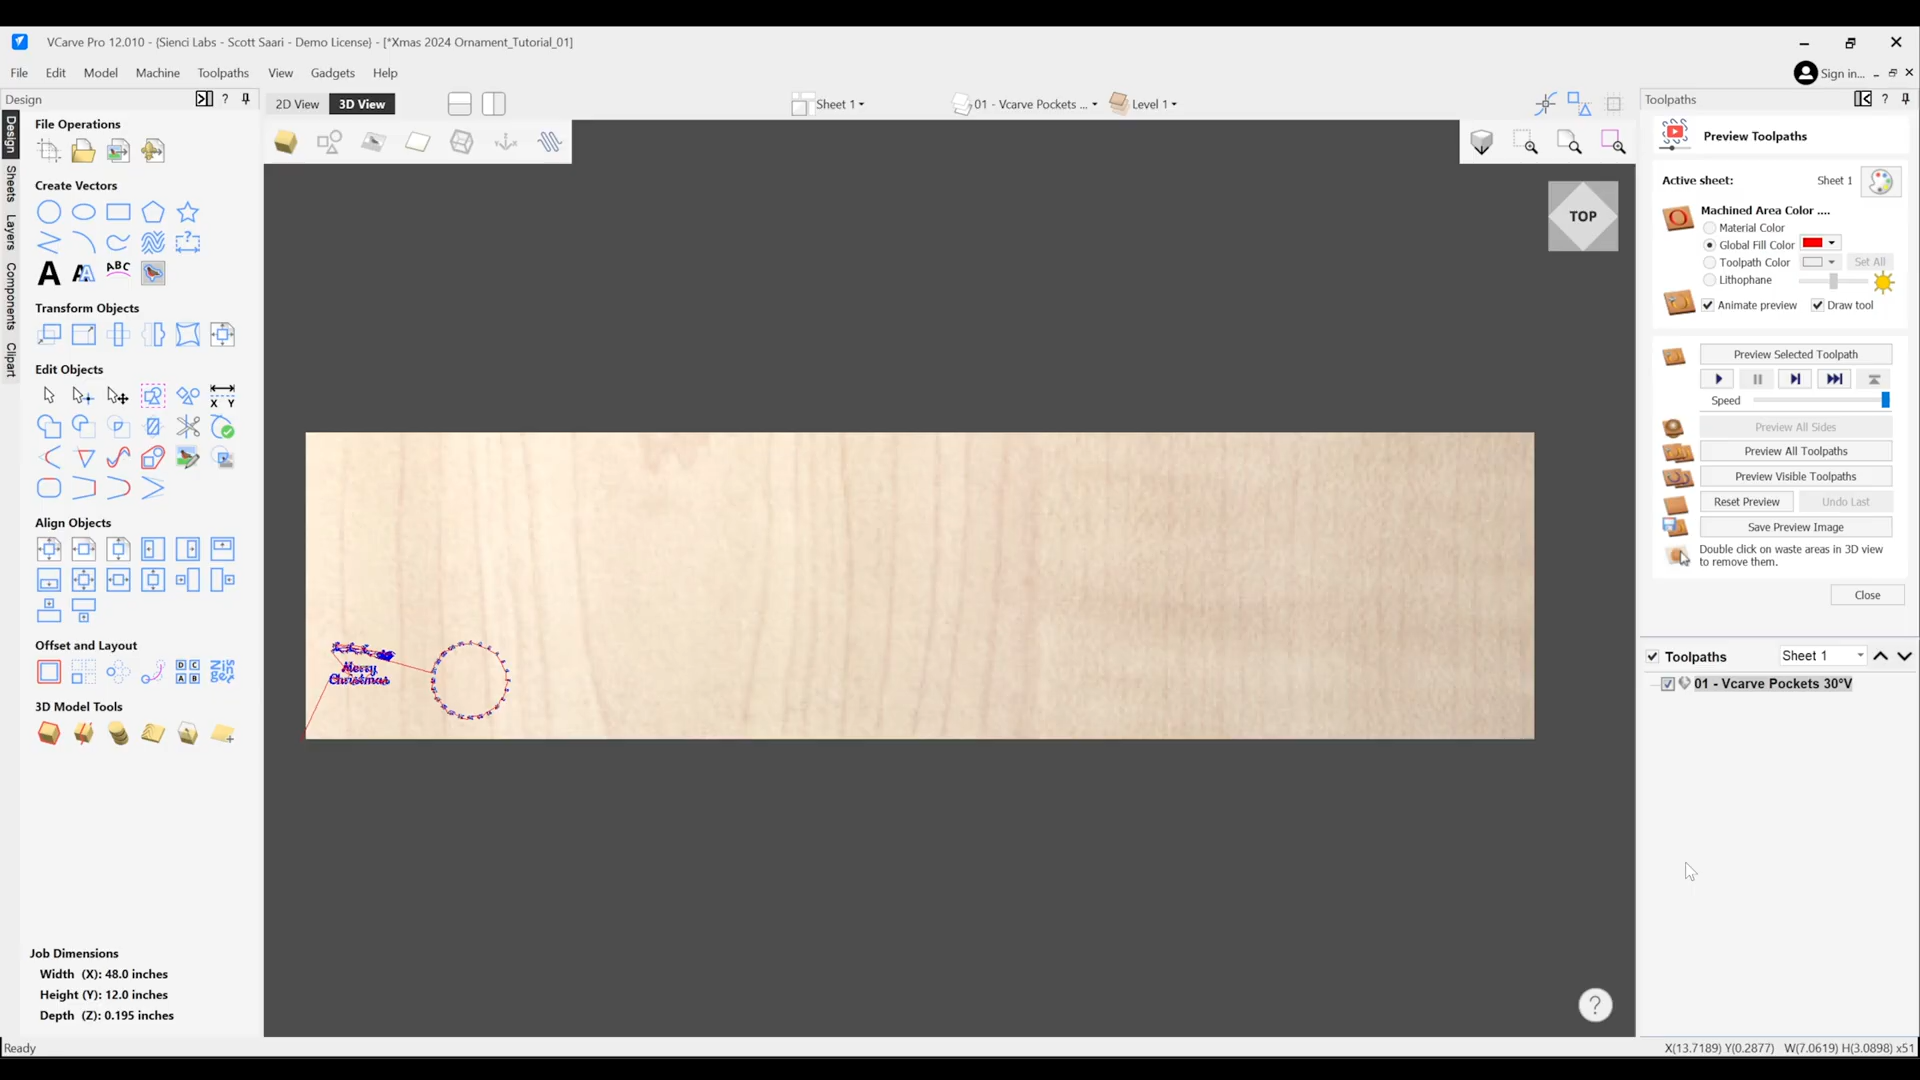 VCarve Pro 12.010 - {Sienci Labs - Scott Saari - Demo License} - [*Xmas 2024 Ornament_Tutorial_01]
File Edit Model Machine Toolpaths View Gadgets Help
Sign in...
Design ?
2D View 3D View
Sheet 1
01 - Vcarve Pockets ...
Level 1
Toolpaths ?
Design
Sheets
Layers
Components
Clipart
File Operations
Create Vectors
A A ABC
Transform Objects
Edit Objects
X Y
Align Objects
Offset and Layout
D C
A B
3D Model Tools
Job Dimensions
Width (X): 48.0 inches
Height (Y): 12.0 inches
Depth (Z): 0.195 inches
Ready
TOP
Merry
Christmas
?
Preview Toolpaths
Active sheet: Sheet 1
Machined Area Color ....
Material Color
Global Fill Color
Toolpath Color Set All
Lithophane
Animate preview Draw tool
Preview Selected Toolpath
Speed
Preview All Sides
Preview All Toolpaths
Preview Visible Toolpaths
Reset Preview Undo Last
Save Preview Image
Double click on waste areas in 3D view
to remove them.
Close
Toolpaths Sheet 1
01 - Vcarve Pockets 30°V
X(13.7189) Y(0.2877) W(7.0619) H(3.0898) x51